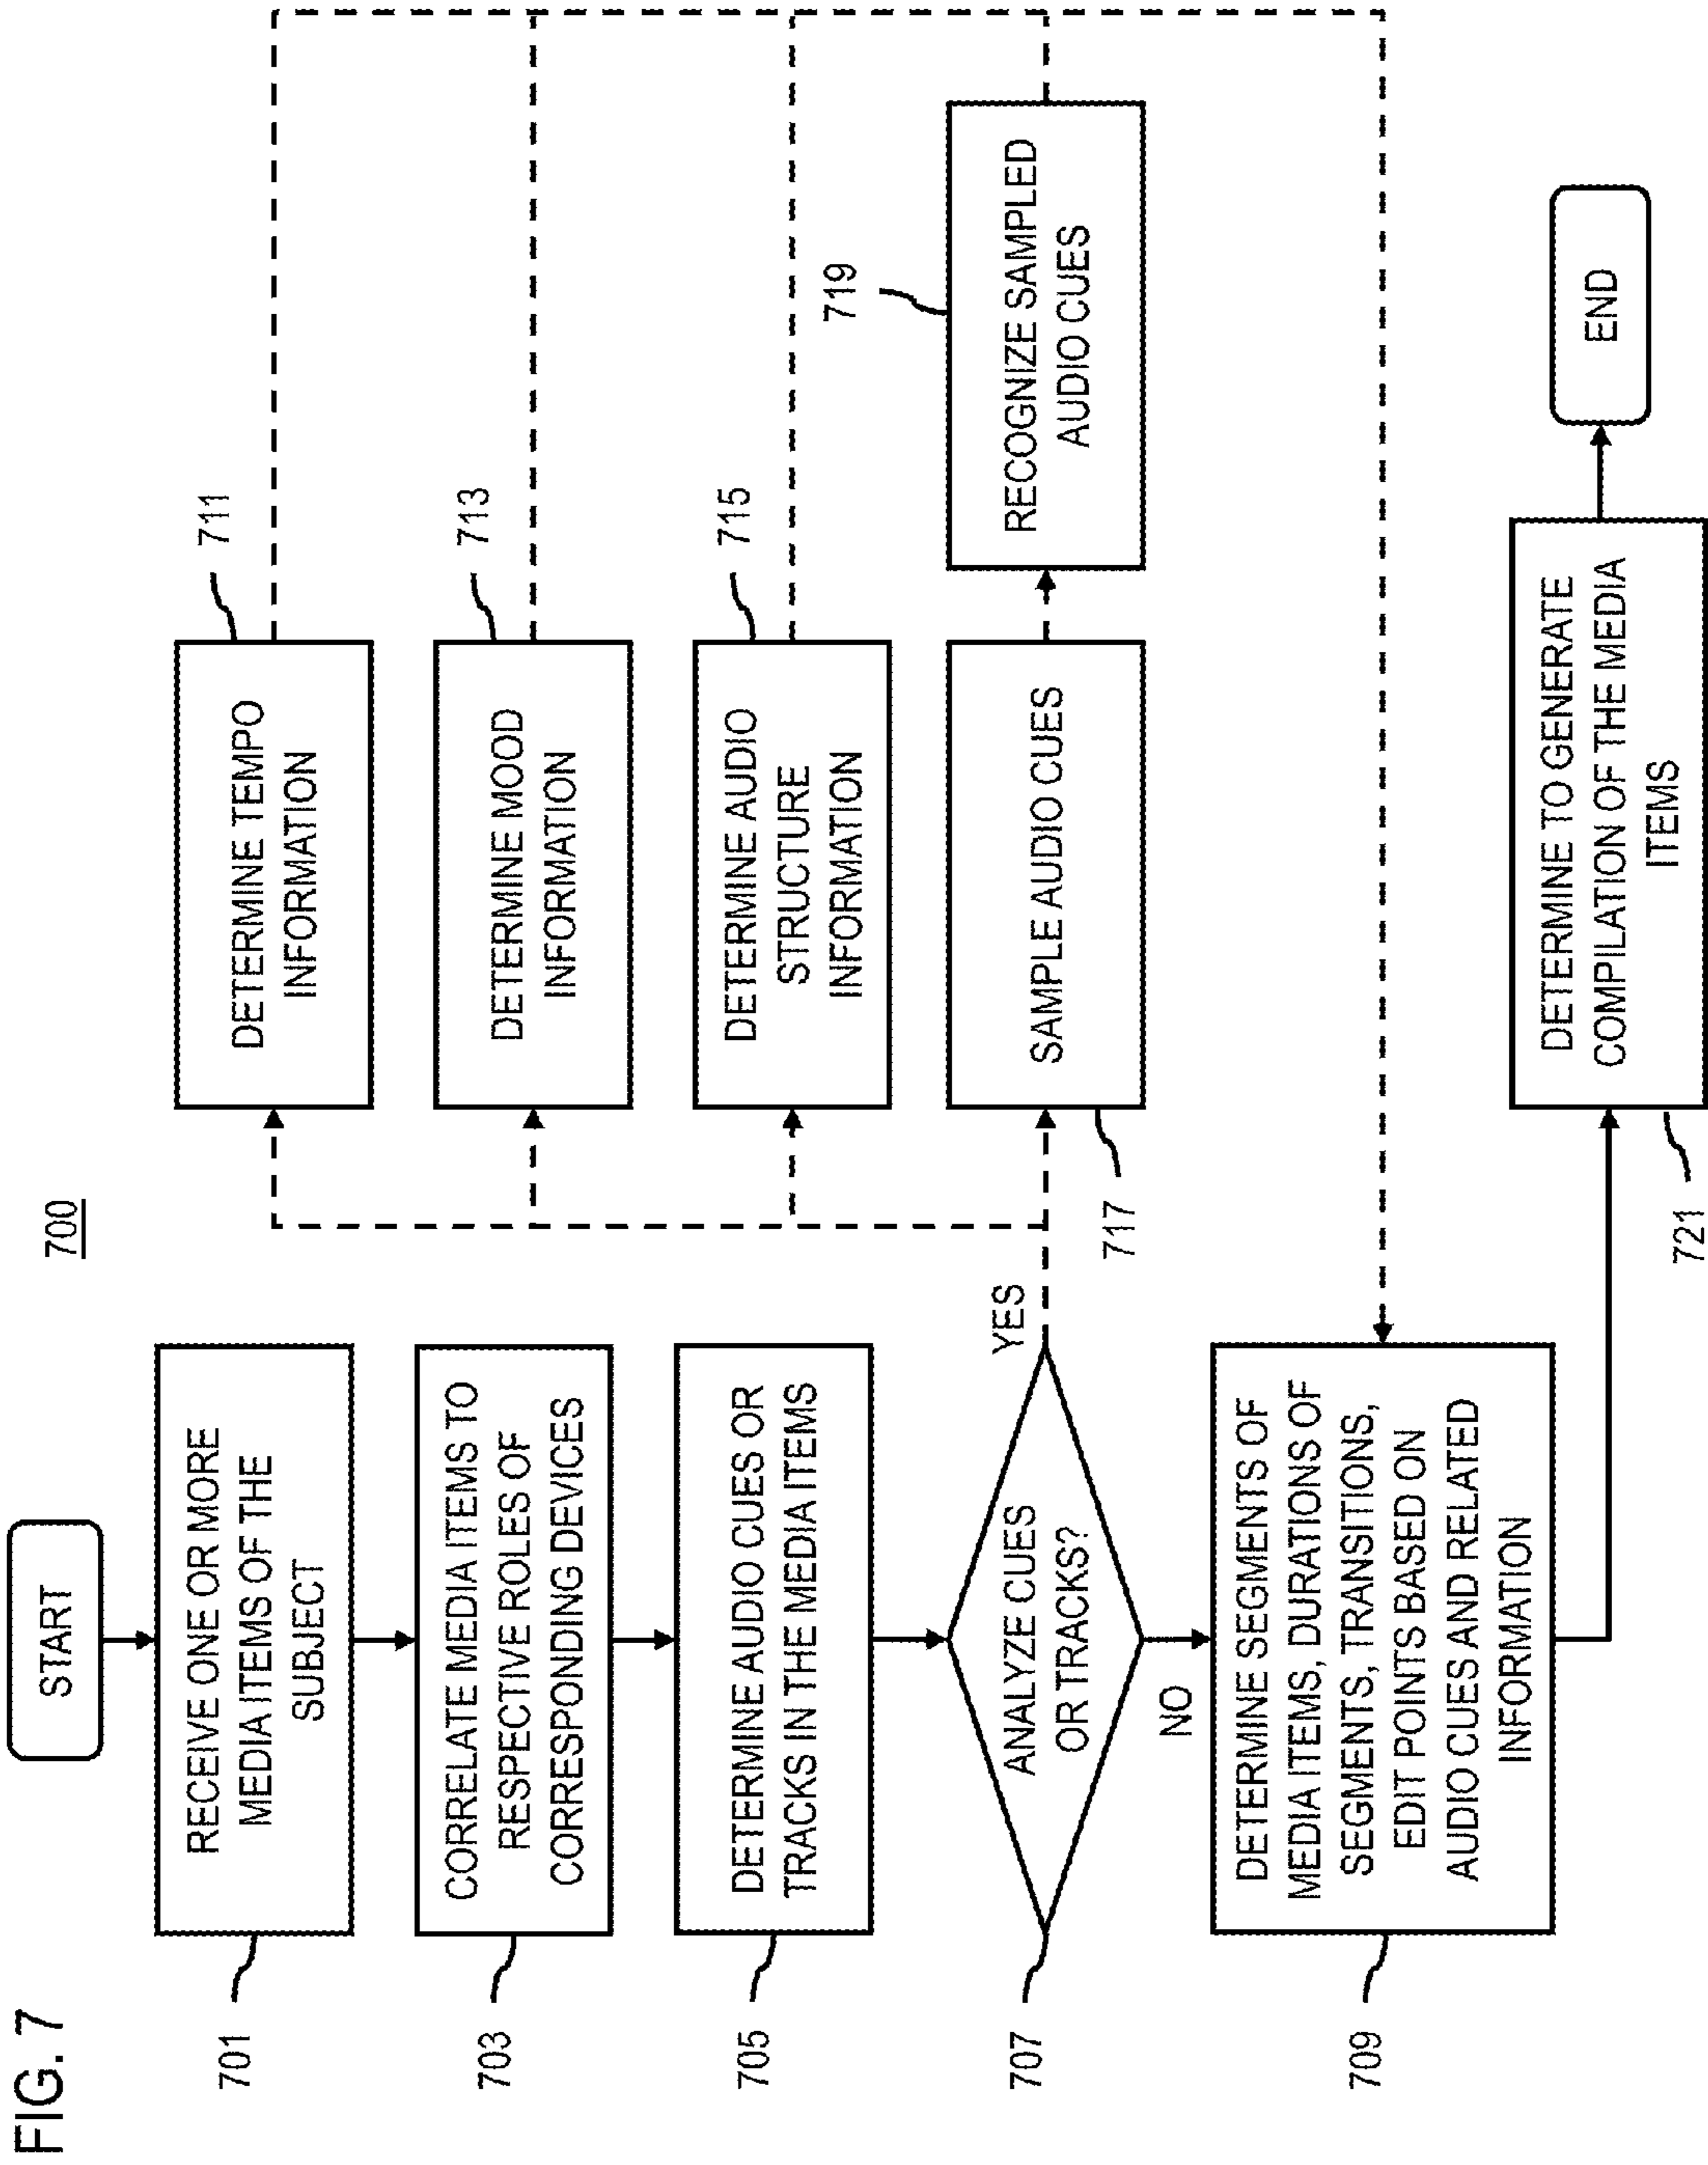 FIG. 7
700
START
RECEIVE ONE OR MORE
MEDIA ITEMS OF THE
SUBJECT
701
CORRELATE MEDIA ITEMS TO
RESPECTIVE ROLES OF
CORRESPONDING DEVICES
703
DETERMINE AUDIO CUES OR
TRACKS IN THE MEDIA ITEMS
705
ANALYZE CUES
OR TRACKS?
707
YES
NO
DETERMINE SEGMENTS OF
MEDIA ITEMS, DURATIONS OF
SEGMENTS, TRANSITIONS,
EDIT POINTS BASED ON
AUDIO CUES AND RELATED
INFORMATION
709
DETERMINE TEMPO
INFORMATION
711
DETERMINE MOOD
INFORMATION
713
DETERMINE AUDIO
STRUCTURE
INFORMATION
715
SAMPLE AUDIO CUES
717
RECOGNIZE SAMPLED
AUDIO CUES
719
DETERMINE TO GENERATE
COMPILATION OF THE MEDIA
ITEMS
721
END